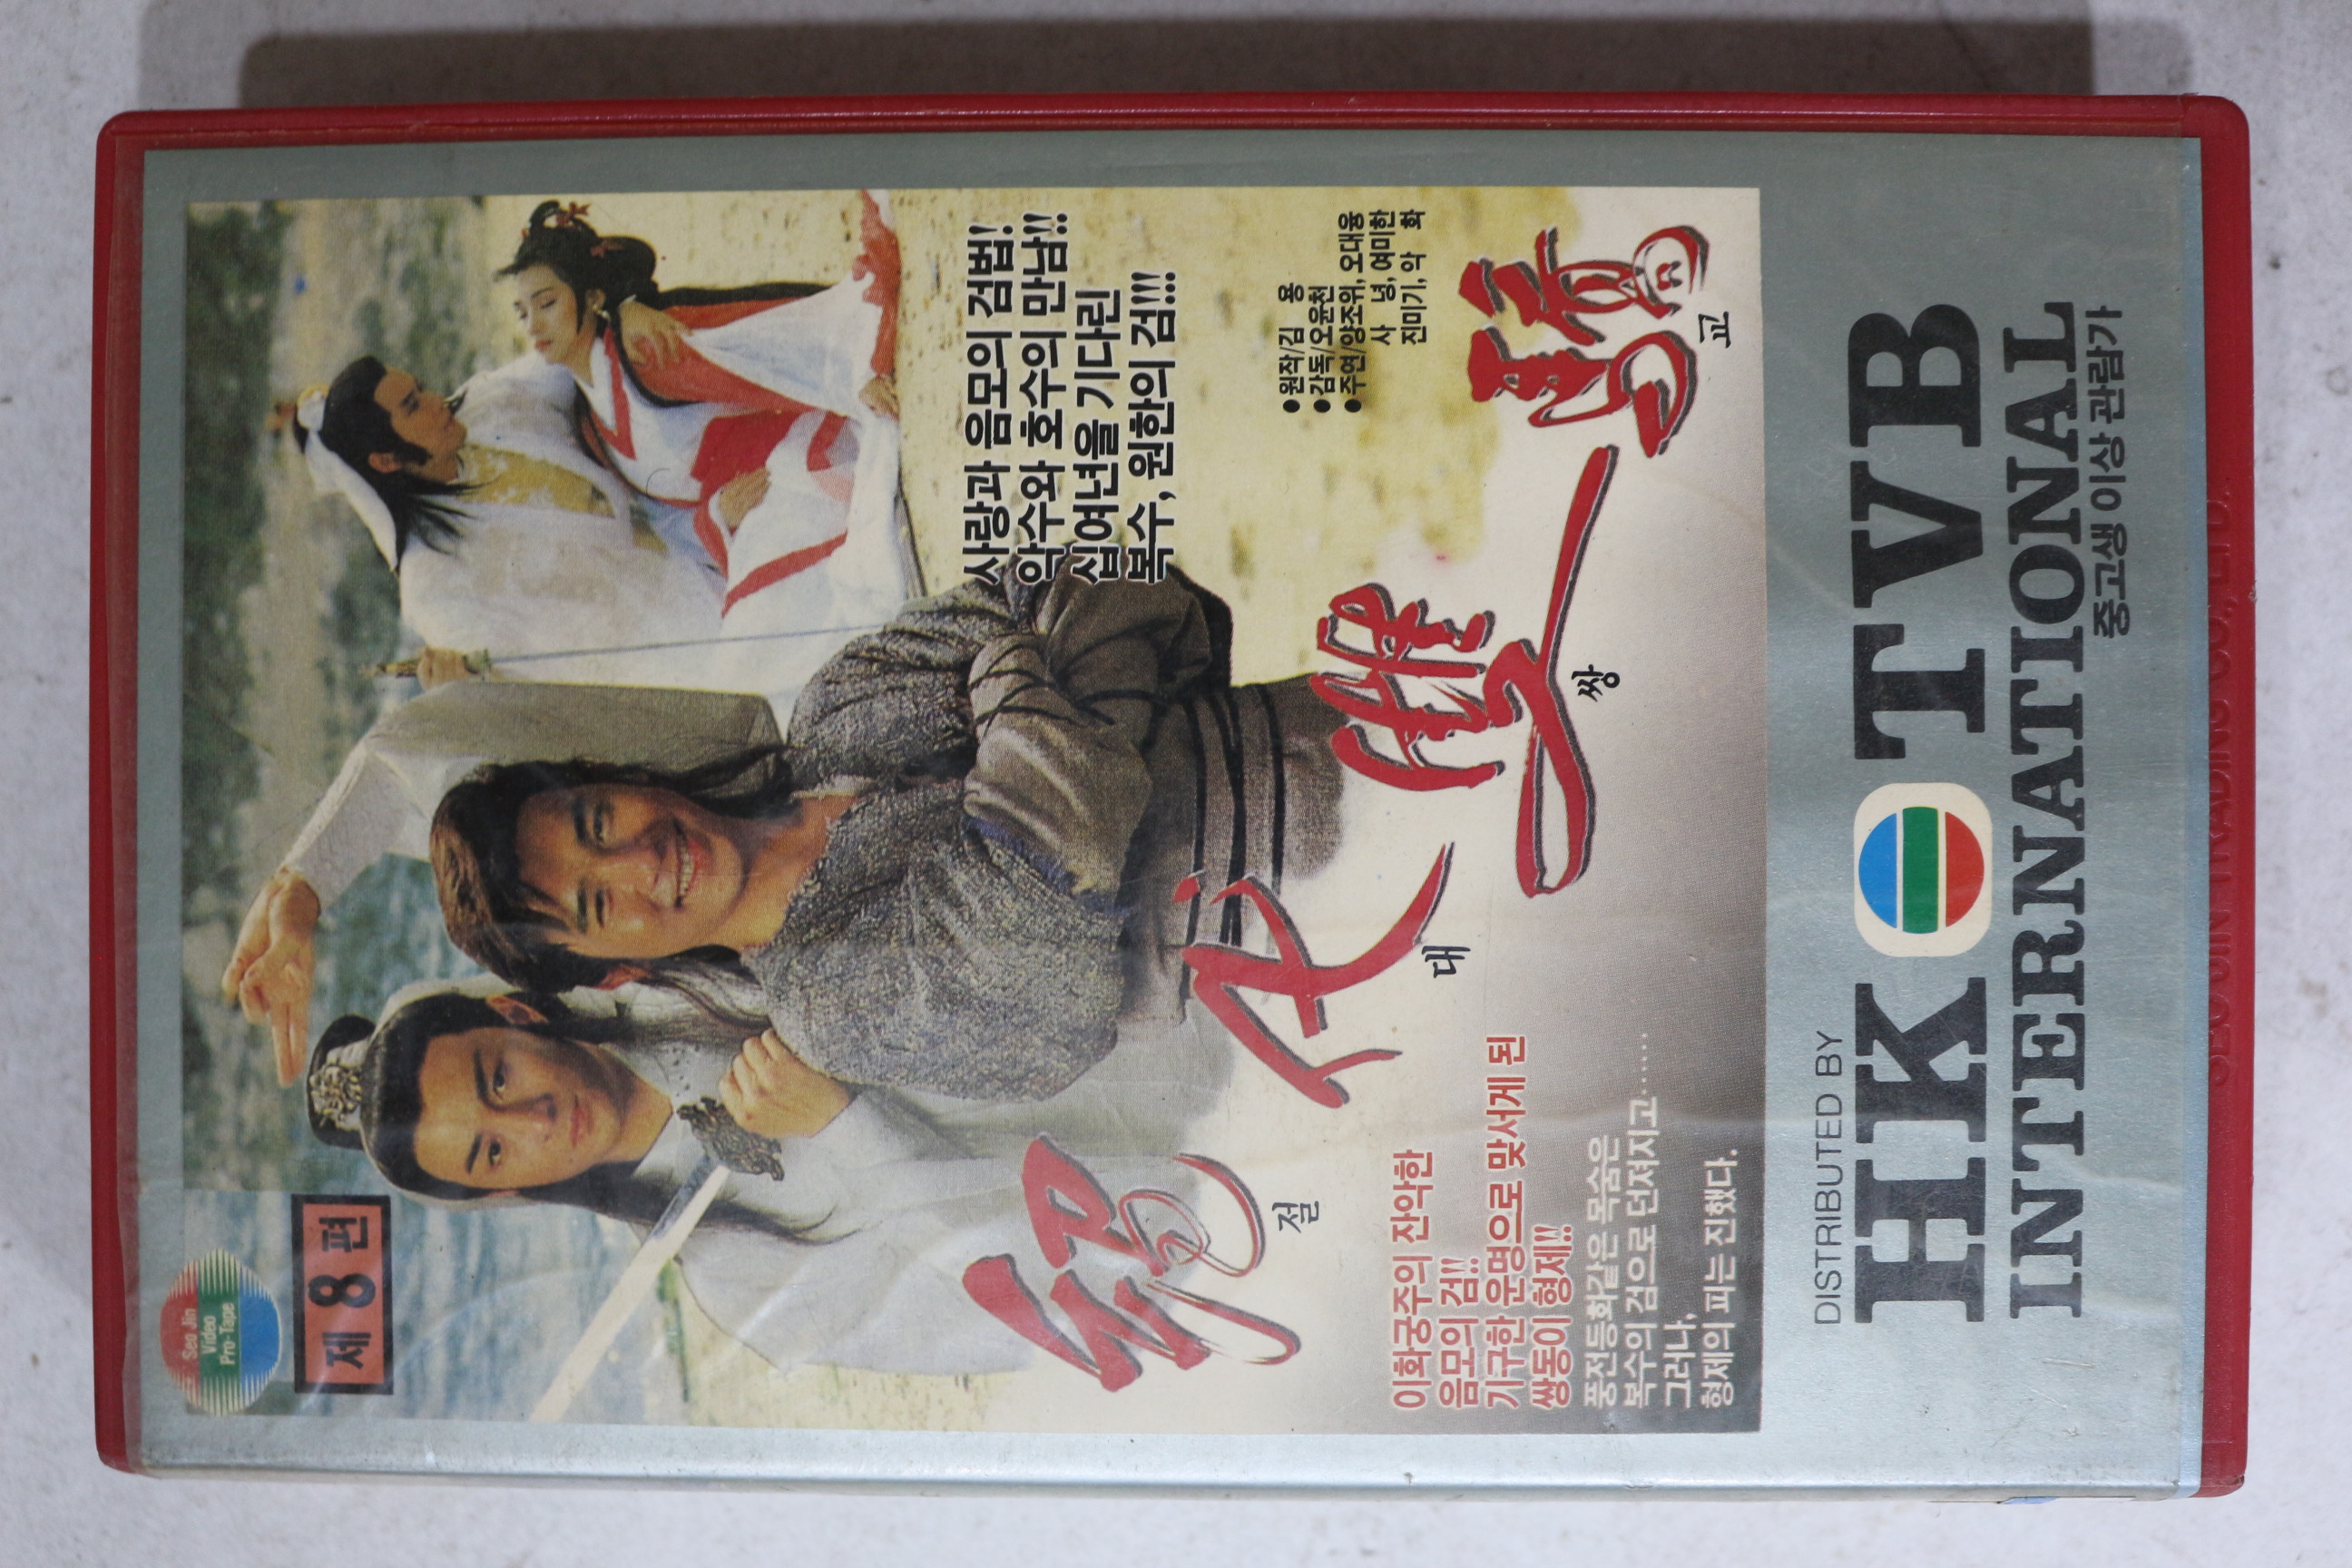 Seo Jin
Video
Pro-Tape
제 8 편
사랑과 음모의 검법!
악수와 호수의 만남!!
십여년을 기다린
복수, 원한의 검!!!
●원작/김 용
●감독/오윤천
●주연/양조위, 오대융
사 녕, 여미한
진미기, 악 화
絕代雙驕
절 대 쌍 교
이화궁주의 잔악한
음모의 검!!
기구한 운명으로 맞서게 된
쌍둥이 형제!!
풍전등화같은 목숨은
복수의 검으로 던져지고……
그러나,
형제의 피는 진했다.
DISTRIBUTED BY
HK TVB
INTERNATIONAL
중고생 이상 관람가
SEO JIN TRADING CO., LTD.